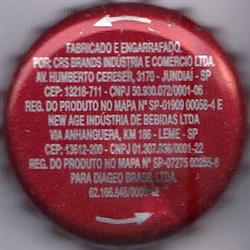 FABRICADO E ENGARRAFADO
POR: CRS BRANDS INDÚSTRIA E COMÉRCIO LTDA.
AV. HUMBERTO CERESER, 3170 - JUNDIAÍ - SP
CEP: 13218-711 - CNPJ 50.930.072/0001-06
REG. DO PRODUTO NO MAPA Nº SP-01909 00058-4 E
NEW AGE INDÚSTRIA DE BEBIDAS LTDA
VIA ANHANGUERA, KM 186 - LEME - SP
CEP: 13612-200 - CNPJ 01.307.536/0001-22
REG. DO PRODUTO NO MAPA Nº SP-07275 00255-8
PARA DIAGEO BRASIL LTDA.